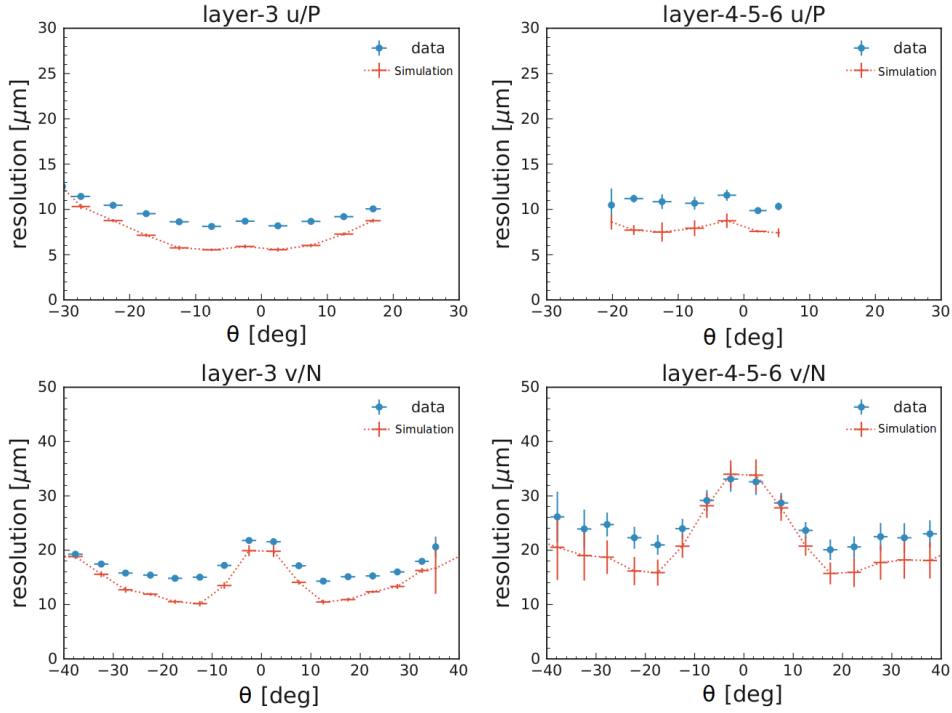 layer-3 u/P
30
25
20
15
10
5
0
resolution [μm]
data
Simulation
−30 −20 −10 0 10 20 30
θ [deg]
layer-4-5-6 u/P
30
25
20
15
10
5
0
resolution [μm]
data
Simulation
−30 −20 −10 0 10 20 30
θ [deg]
layer-3 v/N
50
40
30
20
10
0
resolution [μm]
data
Simulation
−40 −30 −20 −10 0 10 20 30 40
θ [deg]
layer-4-5-6 v/N
50
40
30
20
10
0
resolution [μm]
data
Simulation
−40 −30 −20 −10 0 10 20 30 40
θ [deg]